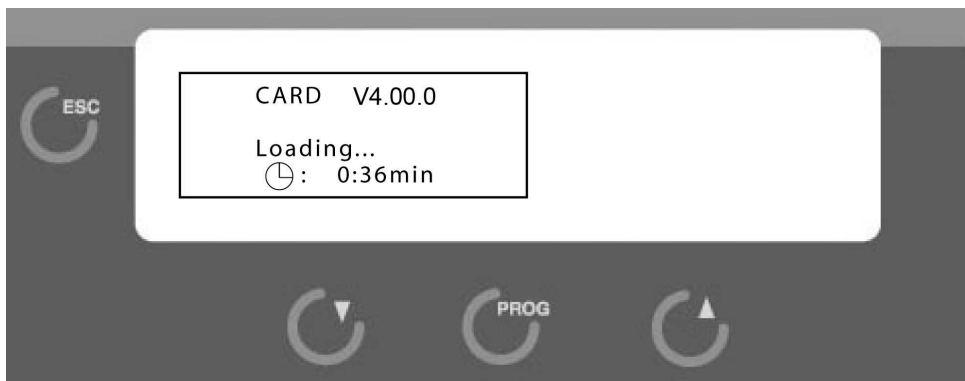 CARD V4.00.0
Loading...
: 0:36min
ESC
▼
PROG
▲